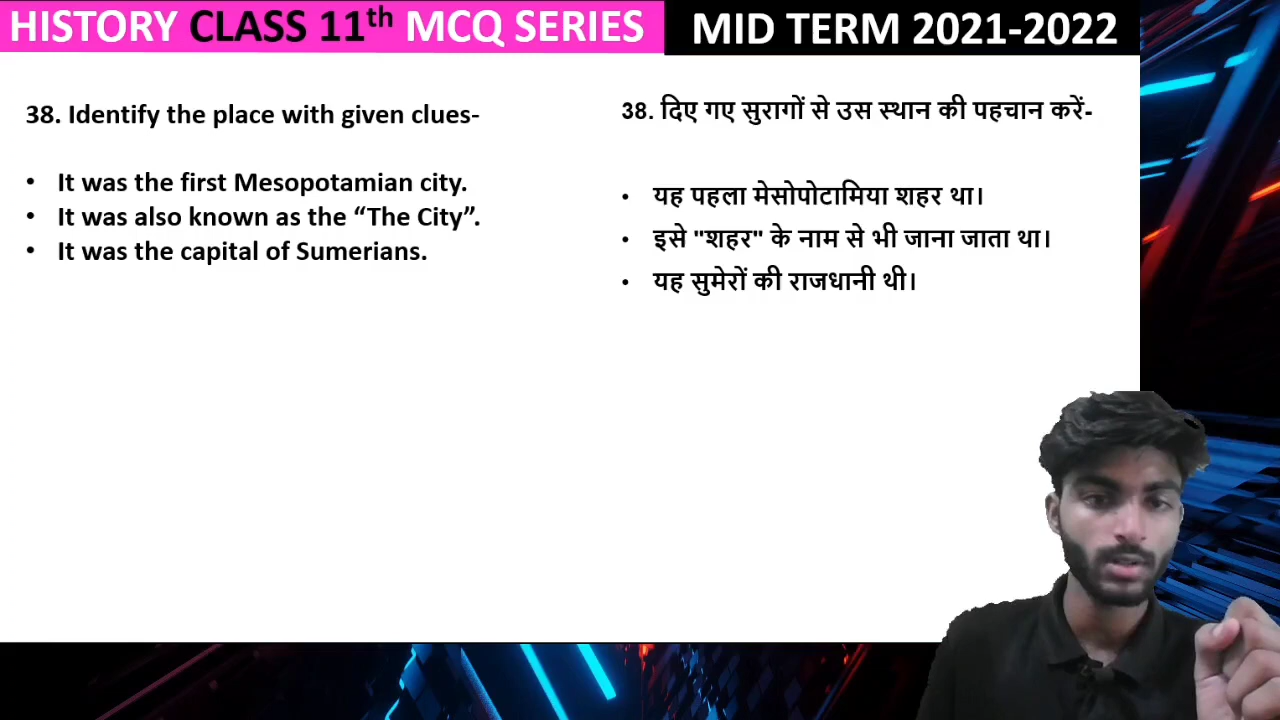 HISTORY CLASS 11th MCQ SERIES
MID TERM 2021-2022
38. Identify the place with given clues-
• It was the first Mesopotamian city.
• It was also known as the “The City”.
• It was the capital of Sumerians.
38. दिए गए सुरागों से उस स्थान की पहचान करें-
• यह पहला मेसोपोटामिया शहर था।
• इसे "शहर" के नाम से भी जाना जाता था।
• यह सुमेरों की राजधानी थी।